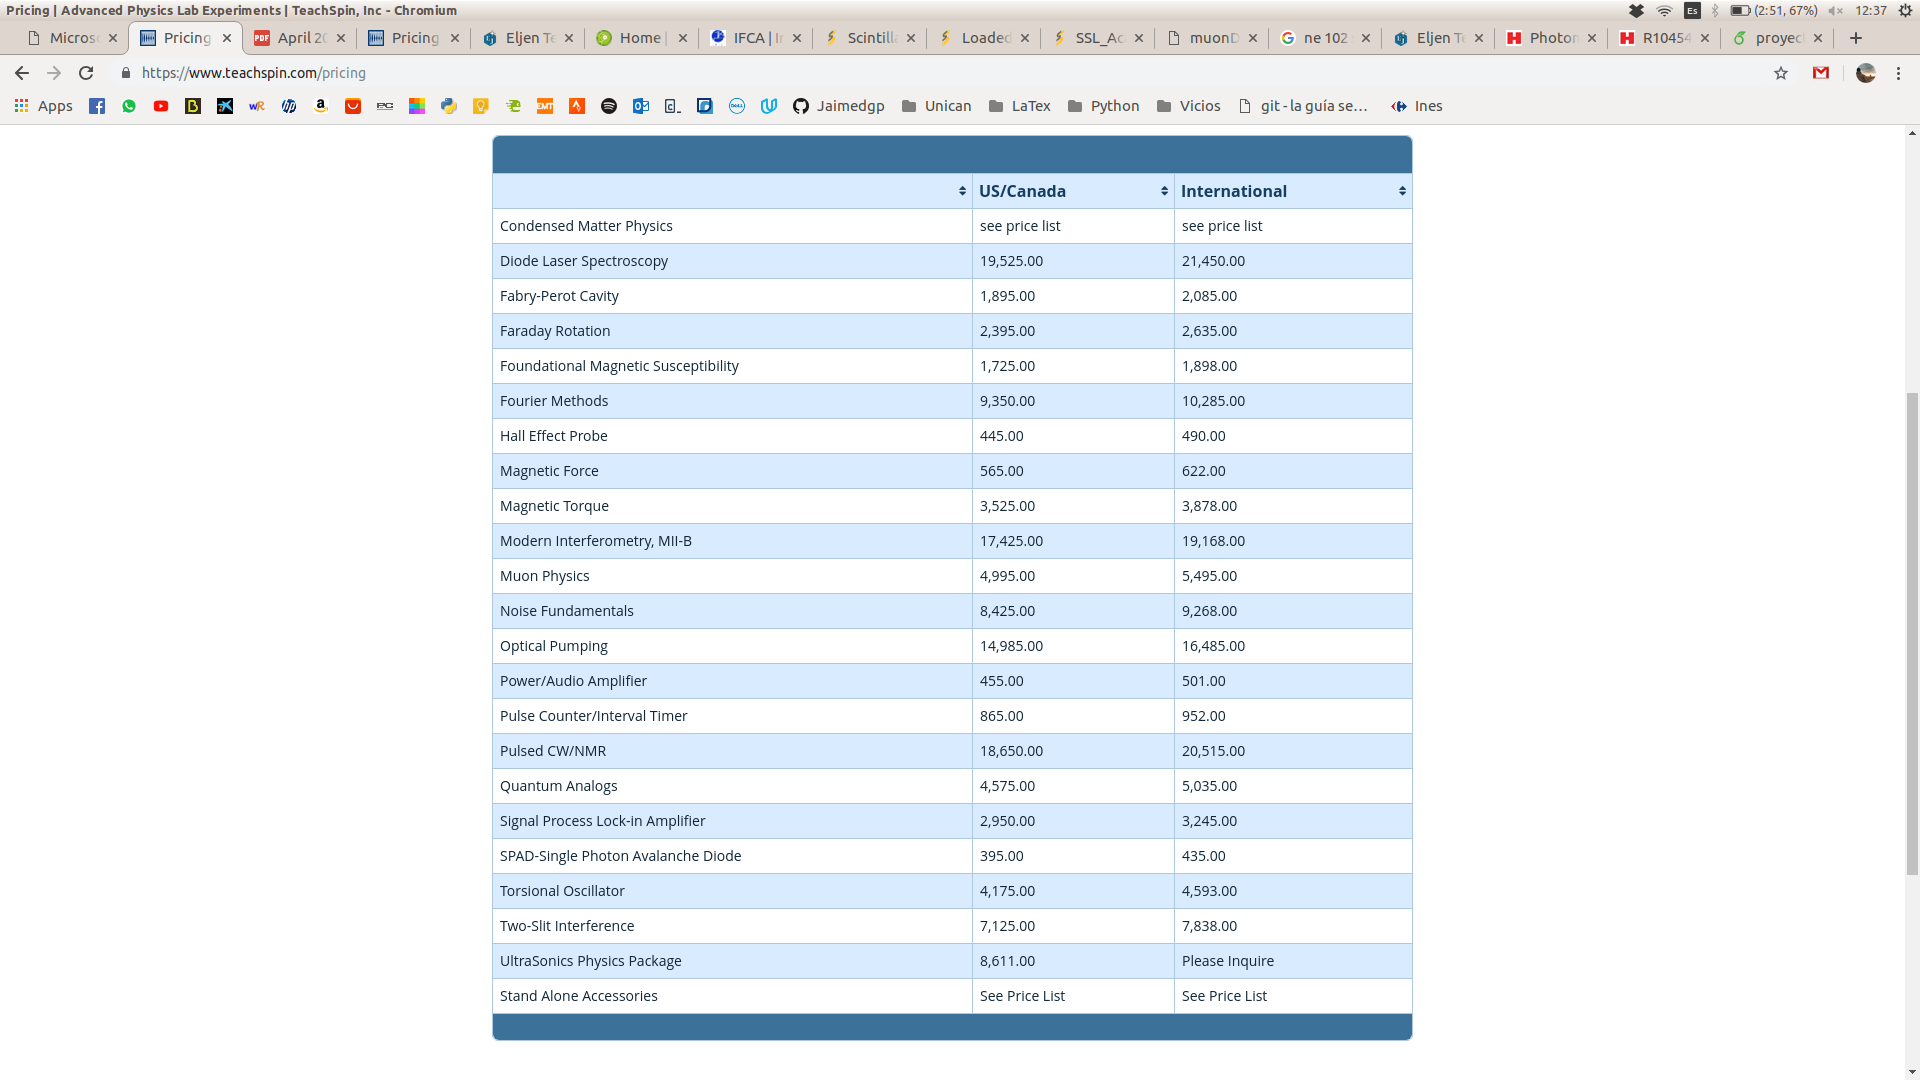 Pricing | Advanced Physics Lab Experiments | TeachSpin, Inc - Chromium
Es (2:51, 67%) 12:37
Micros Pricing April 20 Pricing Eljen Te Home | IFCA | In Scintilla Loaded SSL_Ac muonD ne 102 Eljen Te Photon R10454 proyec
https://www.teachspin.com/pricing
Apps Jaimedgp Unican LaTex Python Vicios git - la guía se... Ines
US/Canada International
Condensed Matter Physics see price list see price list
Diode Laser Spectroscopy 19,525.00 21,450.00
Fabry-Perot Cavity 1,895.00 2,085.00
Faraday Rotation 2,395.00 2,635.00
Foundational Magnetic Susceptibility 1,725.00 1,898.00
Fourier Methods 9,350.00 10,285.00
Hall Effect Probe 445.00 490.00
Magnetic Force 565.00 622.00
Magnetic Torque 3,525.00 3,878.00
Modern Interferometry, MII-B 17,425.00 19,168.00
Muon Physics 4,995.00 5,495.00
Noise Fundamentals 8,425.00 9,268.00
Optical Pumping 14,985.00 16,485.00
Power/Audio Amplifier 455.00 501.00
Pulse Counter/Interval Timer 865.00 952.00
Pulsed CW/NMR 18,650.00 20,515.00
Quantum Analogs 4,575.00 5,035.00
Signal Process Lock-in Amplifier 2,950.00 3,245.00
SPAD-Single Photon Avalanche Diode 395.00 435.00
Torsional Oscillator 4,175.00 4,593.00
Two-Slit Interference 7,125.00 7,838.00
UltraSonics Physics Package 8,611.00 Please Inquire
Stand Alone Accessories See Price List See Price List